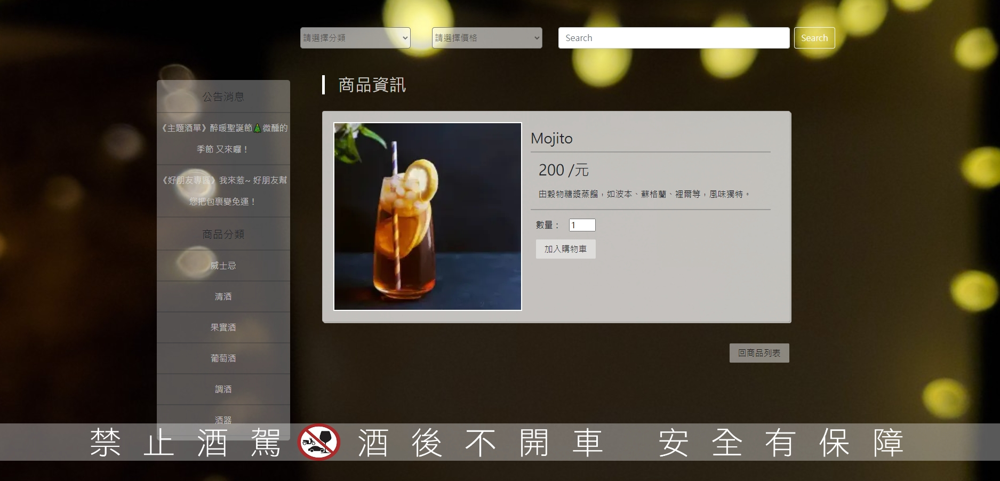 請選擇分類
請選擇價格
Search
Search
公告消息
《主題酒單》醉暖聖誕節🎄微醺的
季節 又來囉！
《好朋友專區》我來惹~ 好朋友幫
您把包裹變免運！
商品分類
威士忌
清酒
果實酒
葡萄酒
調酒
酒器
商品資訊
Mojito
200 /元
由穀物糖漿蒸餾，如波本、蘇格蘭、裡爾等，風味獨特。
數量：
1
加入購物車
回商品列表
禁止酒駕 酒後不開車 安全有保障